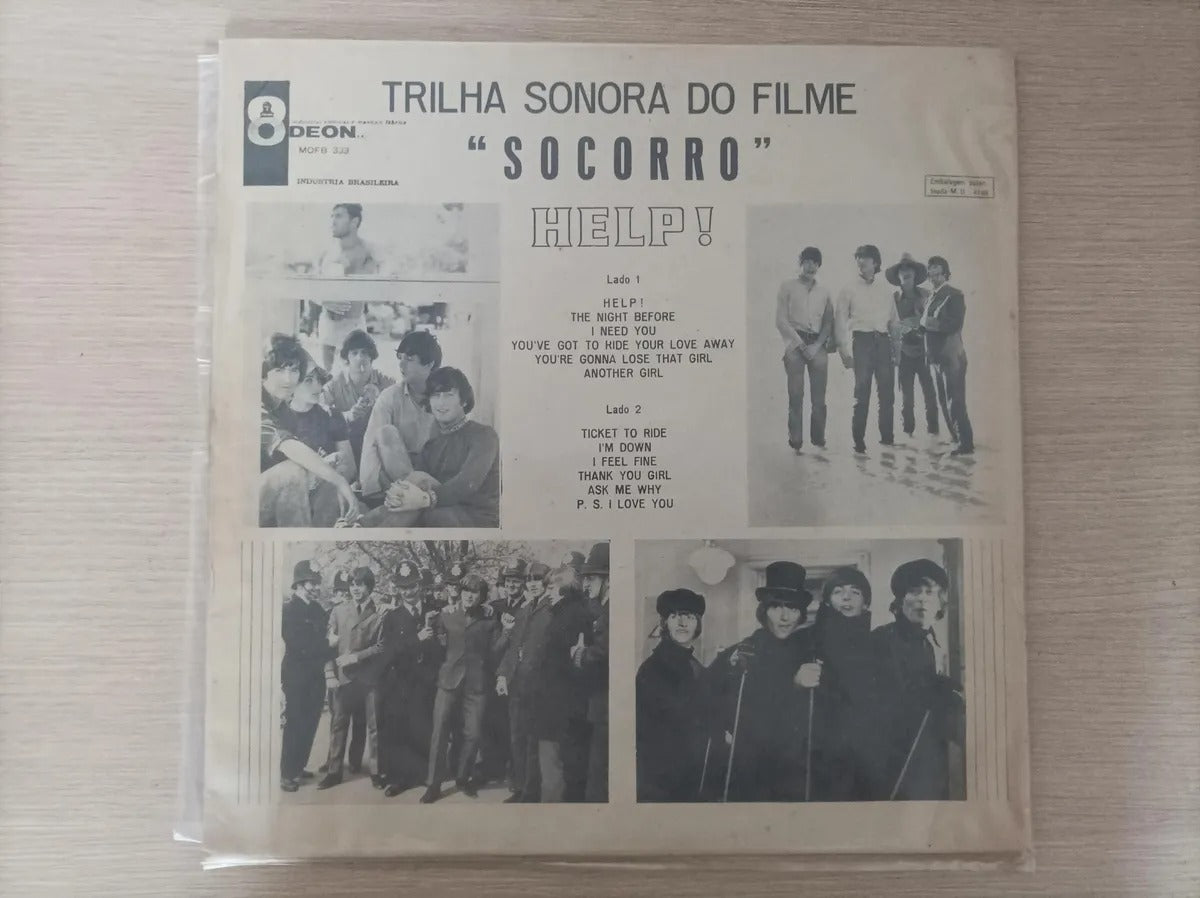 TRILHA SONORA DO FILME
"SOCORRO"
ODEON
MOFB 333
INDÚSTRIA BRASILEIRA
HELP!
Lado 1
HELP!
THE NIGHT BEFORE
I NEED YOU
YOU'VE GOT TO HIDE YOUR LOVE AWAY
YOU'RE GONNA LOSE THAT GIRL
ANOTHER GIRL
Lado 2
TICKET TO RIDE
I'M DOWN
I FEEL FINE
THANK YOU GIRL
ASK ME WHY
P. S. I LOVE YOU